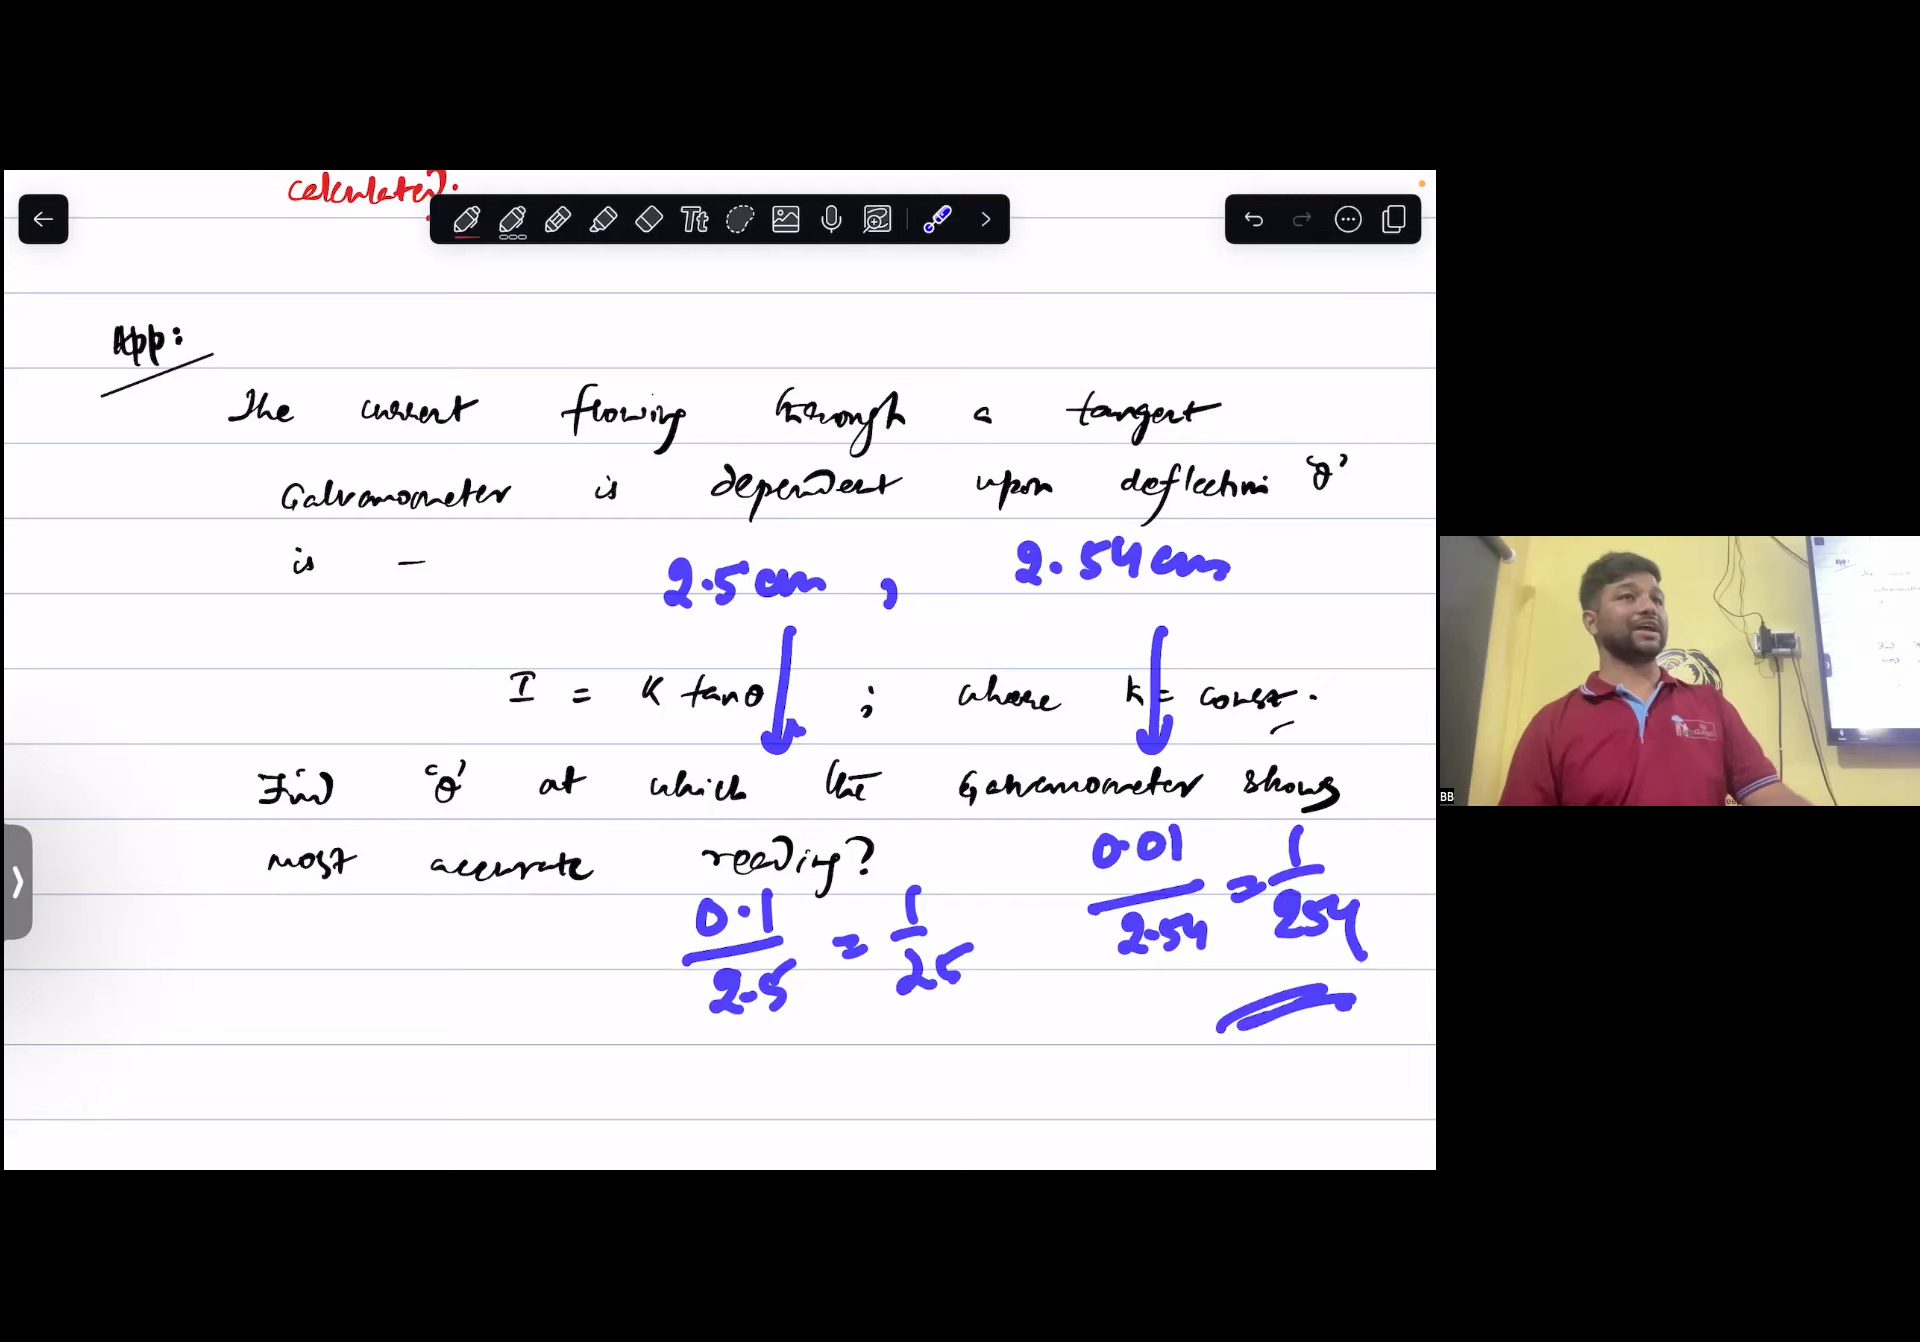 calculated).
Tt
App:
The current flowing through a tangent
Galvanometer is dependent upon deflection 'θ'
is —
2.5 cm , 2.54 cm
I = K tanθ ; where k = const.
Find 'θ' at which the Galvanometer shows
most accurate reading?
0.1/2.5 = 1/25
0.01/2.54 = 1/254
BB